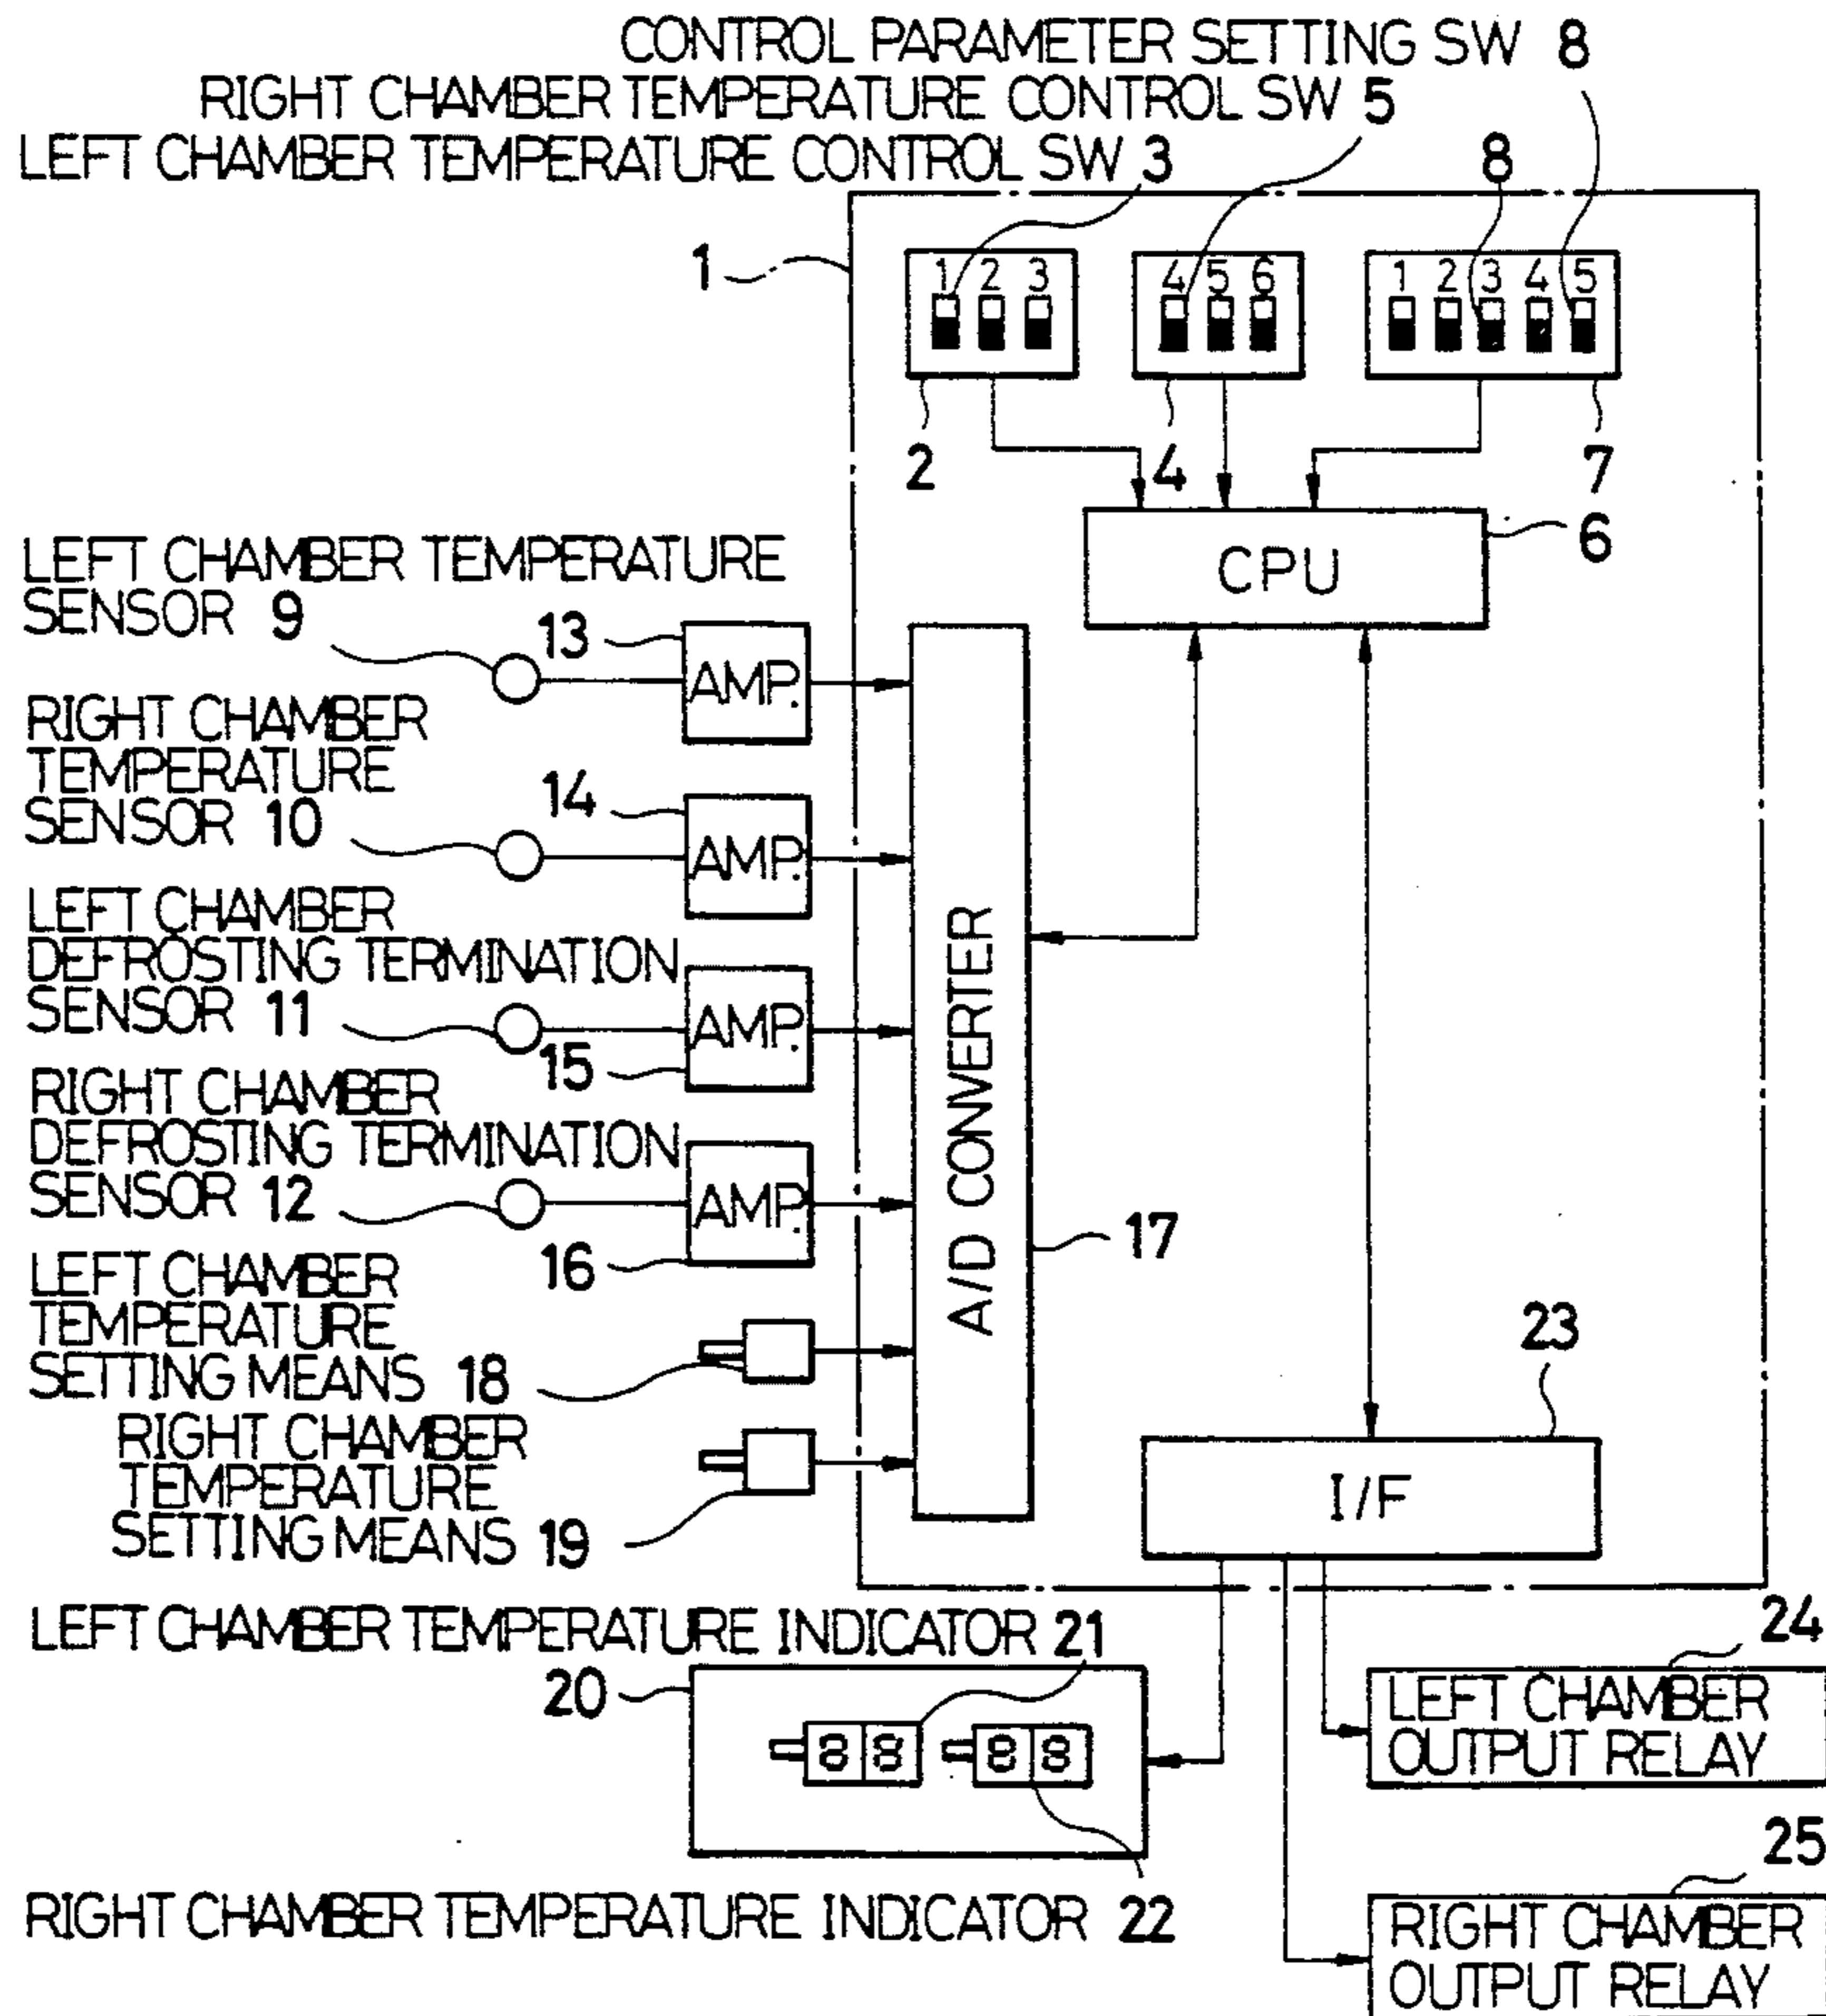 CONTROL PARAMETER SETTING SW 8
RIGHT CHAMBER TEMPERATURE CONTROL SW 5
LEFT CHAMBER TEMPERATURE CONTROL SW 3
8
1
1 2 3
4 5 6
1 2 3 4 5
2
4
7
CPU
6
LEFT CHAMBER TEMPERATURE
SENSOR 9
13
AMP.
RIGHT CHAMBER
TEMPERATURE
SENSOR 10
14
AMP.
LEFT CHAMBER
DEFROSTING TERMINATION
SENSOR 11
15
AMP.
RIGHT CHAMBER
DEFROSTING TERMINATION
SENSOR 12
16
AMP.
A/D CONVERTER
17
LEFT CHAMBER
TEMPERATURE
SETTING MEANS 18
RIGHT CHAMBER
TEMPERATURE
SETTING MEANS 19
23
I/F
LEFT CHAMBER TEMPERATURE INDICATOR 21
20
8 8
8 8
24
LEFT CHAMBER
OUTPUT RELAY
25
RIGHT CHAMBER
OUTPUT RELAY
RIGHT CHAMBER TEMPERATURE INDICATOR 22